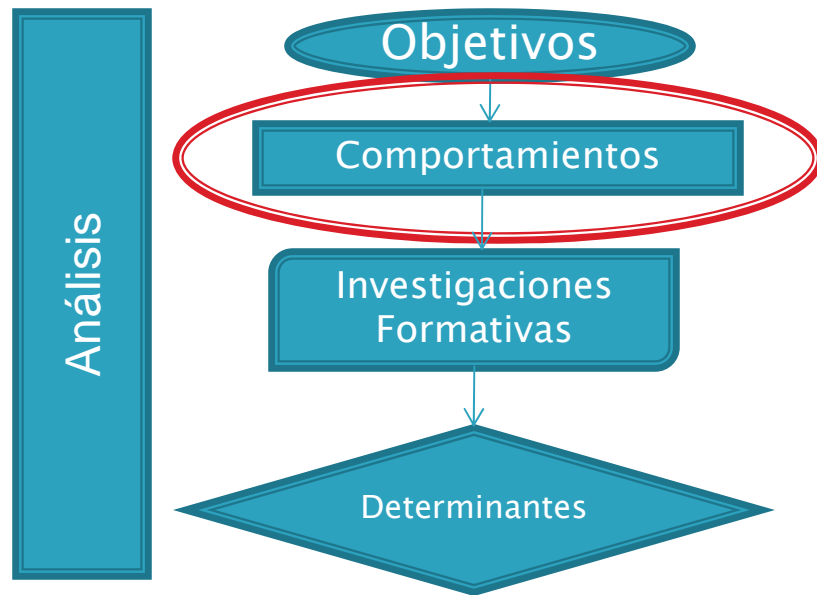 Análisis
Objetivos
Comportamientos
Investigaciones
Formativas
Determinantes